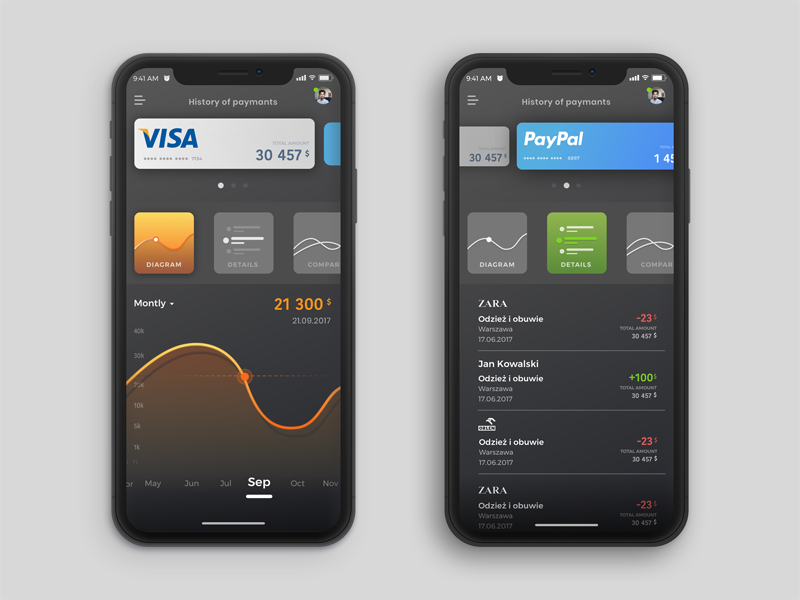 9:41 AM
History of paymants
VISA
TOTAL AMOUNT
•••• •••• •••• 1134
30 457 $
DIAGRAM
DETAILS
COMPAR
Montly
21 300 $
21.09.2017
40k
30k
20k
10k
5k
1k
May Jun Jul Sep Oct Nov
9:41 AM
History of paymants
TOTAL AMOUNT
30 457 $
PayPal
•••• •••• ••••
1 45
DIAGRAM
DETAILS
COMPAR
ZARA
Odzież i obuwie
Warszawa
17.06.2017
-23 $
TOTAL AMOUNT
30 457 $
Jan Kowalski
Odzież i obuwie
Warszawa
17.06.2017
+100 $
TOTAL AMOUNT
30 457 $
ORLEN
Odzież i obuwie
Warszawa
17.06.2017
-23 $
TOTAL AMOUNT
30 457 $
ZARA
Odzież i obuwie
Warszawa
17.06.2017
-23 $
TOTAL AMOUNT
30 457 $